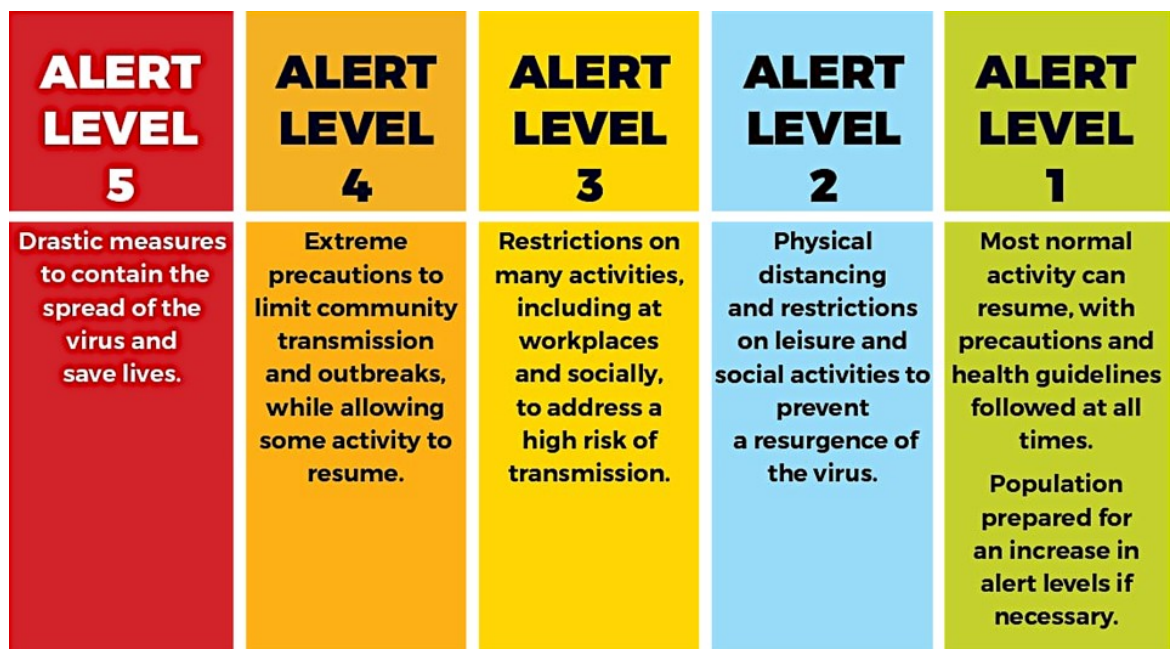 ALERT
LEVEL
5
Drastic measures
to contain the
spread of the
virus and
save lives.
ALERT
LEVEL
4
Extreme
precautions to
limit community
transmission
and outbreaks,
while allowing
some activity to
resume.
ALERT
LEVEL
3
Restrictions on
many activities,
including at
workplaces
and socially,
to address a
high risk of
transmission.
ALERT
LEVEL
2
Physical
distancing
and restrictions
on leisure and
social activities to
prevent
a resurgence of
the virus.
ALERT
LEVEL
1
Most normal
activity can
resume, with
precautions and
health guidelines
followed at all
times.
Population
prepared for
an increase in
alert levels if
necessary.